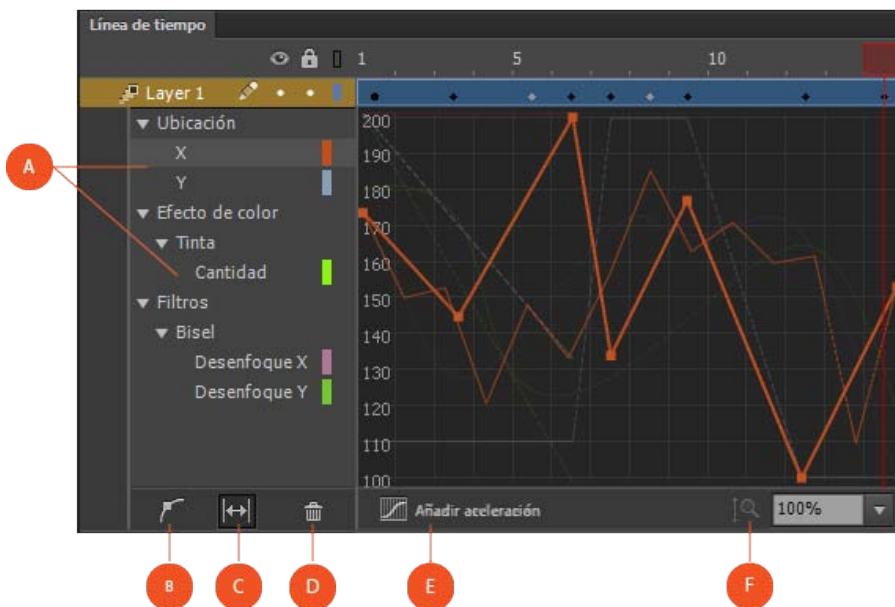 Línea de tiempo
1 5 10
Layer 1
Ubicación
X
Y
Efecto de color
Tinta
Cantidad
Filtros
Bisel
Desenfoque X
Desenfoque Y
200
190
180
170
160
150
140
130
120
110
100
Añadir aceleración
100%
A
B
C
D
E
F